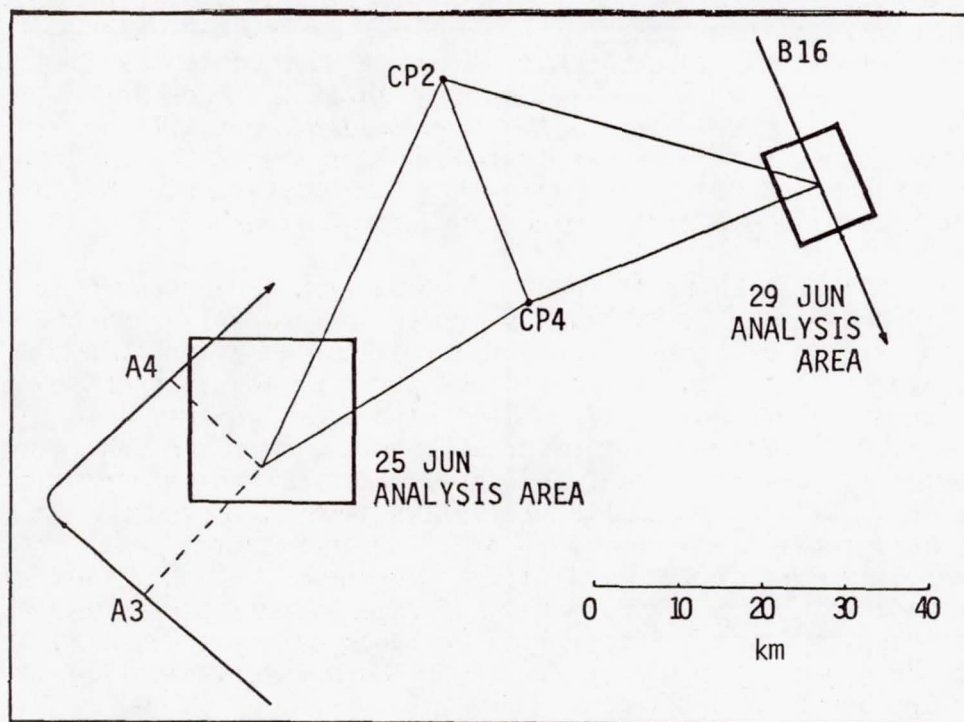 B16
CP2
29 JUN
ANALYSIS
AREA
CP4
A4
25 JUN
ANALYSIS AREA
A3
0 10 20 30 40
km